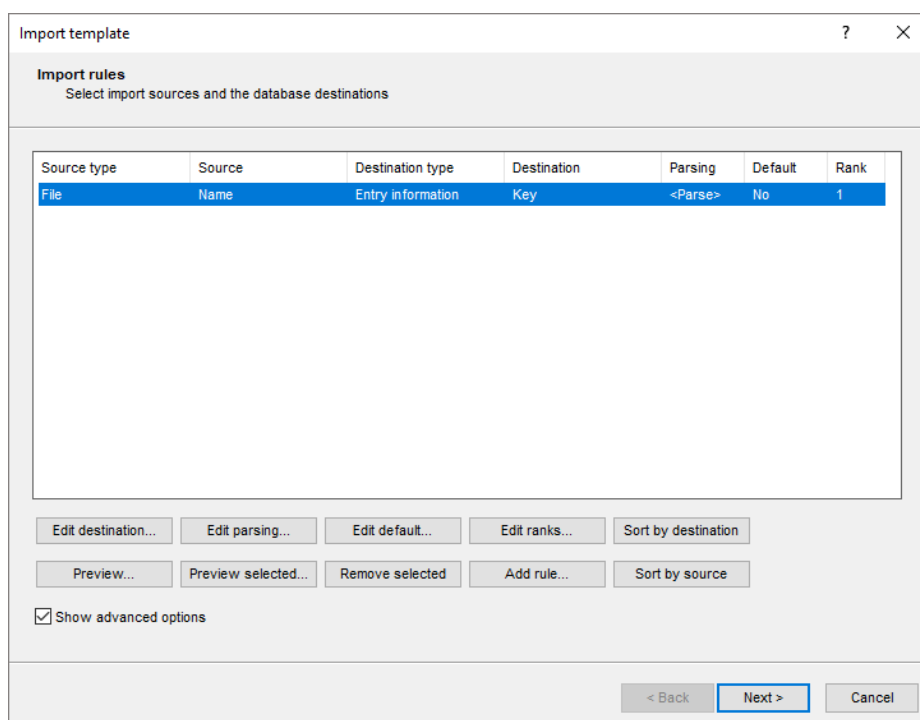 Import template ?
Import rules
Select import sources and the database destinations
Source type Source Destination type Destination Parsing Default Rank
File Name Entry information Key <Parse> No 1
Edit destination... Edit parsing... Edit default... Edit ranks... Sort by destination
Preview... Preview selected... Remove selected Add rule... Sort by source
Show advanced options
< Back Next > Cancel